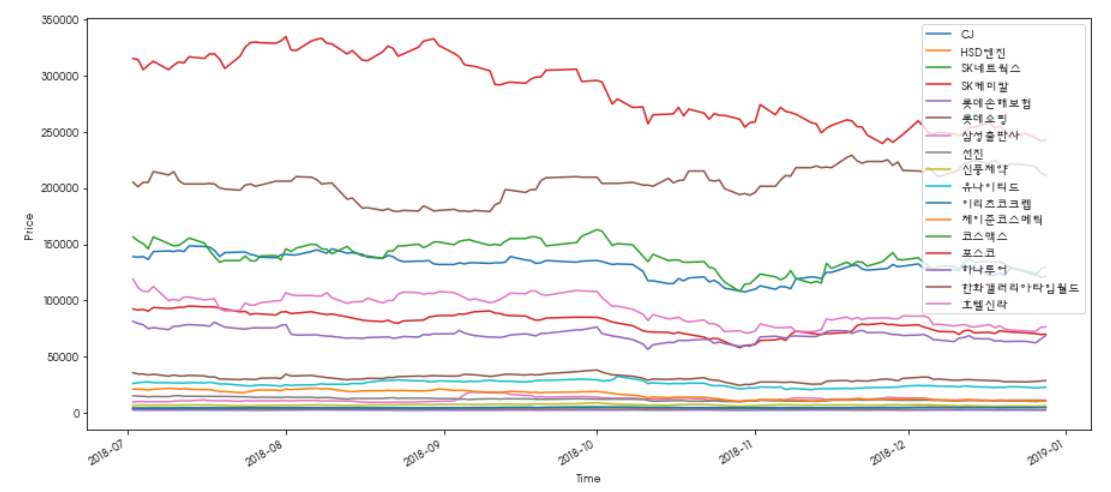 350000
300000
250000
200000
150000
100000
50000
0
Price
2018-07
2018-08
2018-09
2018-10
2018-11
2018-12
2019-01
Time
CJ
HSD엔진
SK네트웍스
SK케미칼
롯데손해보험
롯데쇼핑
삼성출판사
선진
신풍제약
유나이티드
이리츠코크렙
제이준코스메틱
코스맥스
포스코
하나투어
한화갤러리아타임월드
호텔신라